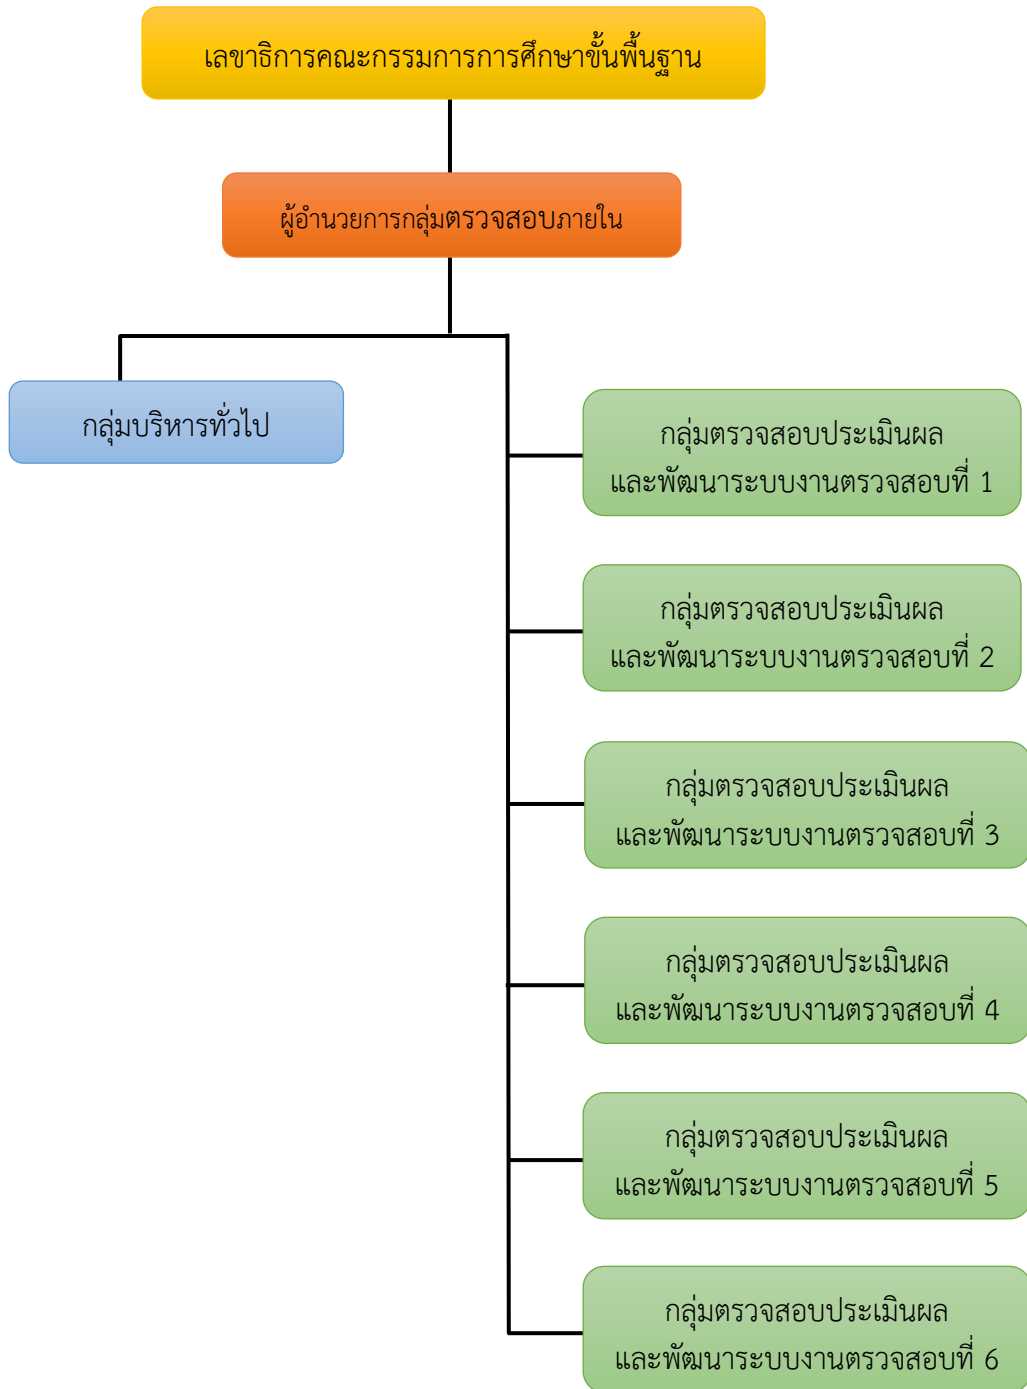 เลขาธิการคณะกรรมการการศึกษาขั้นพื้นฐาน
ผู้อำนวยการกลุ่มตรวจสอบภายใน
กลุ่มบริหารทั่วไป
กลุ่มตรวจสอบประเมินผล
และพัฒนาระบบงานตรวจสอบที่ 1
กลุ่มตรวจสอบประเมินผล
และพัฒนาระบบงานตรวจสอบที่ 2
กลุ่มตรวจสอบประเมินผล
และพัฒนาระบบงานตรวจสอบที่ 3
กลุ่มตรวจสอบประเมินผล
และพัฒนาระบบงานตรวจสอบที่ 4
กลุ่มตรวจสอบประเมินผล
และพัฒนาระบบงานตรวจสอบที่ 5
กลุ่มตรวจสอบประเมินผล
และพัฒนาระบบงานตรวจสอบที่ 6